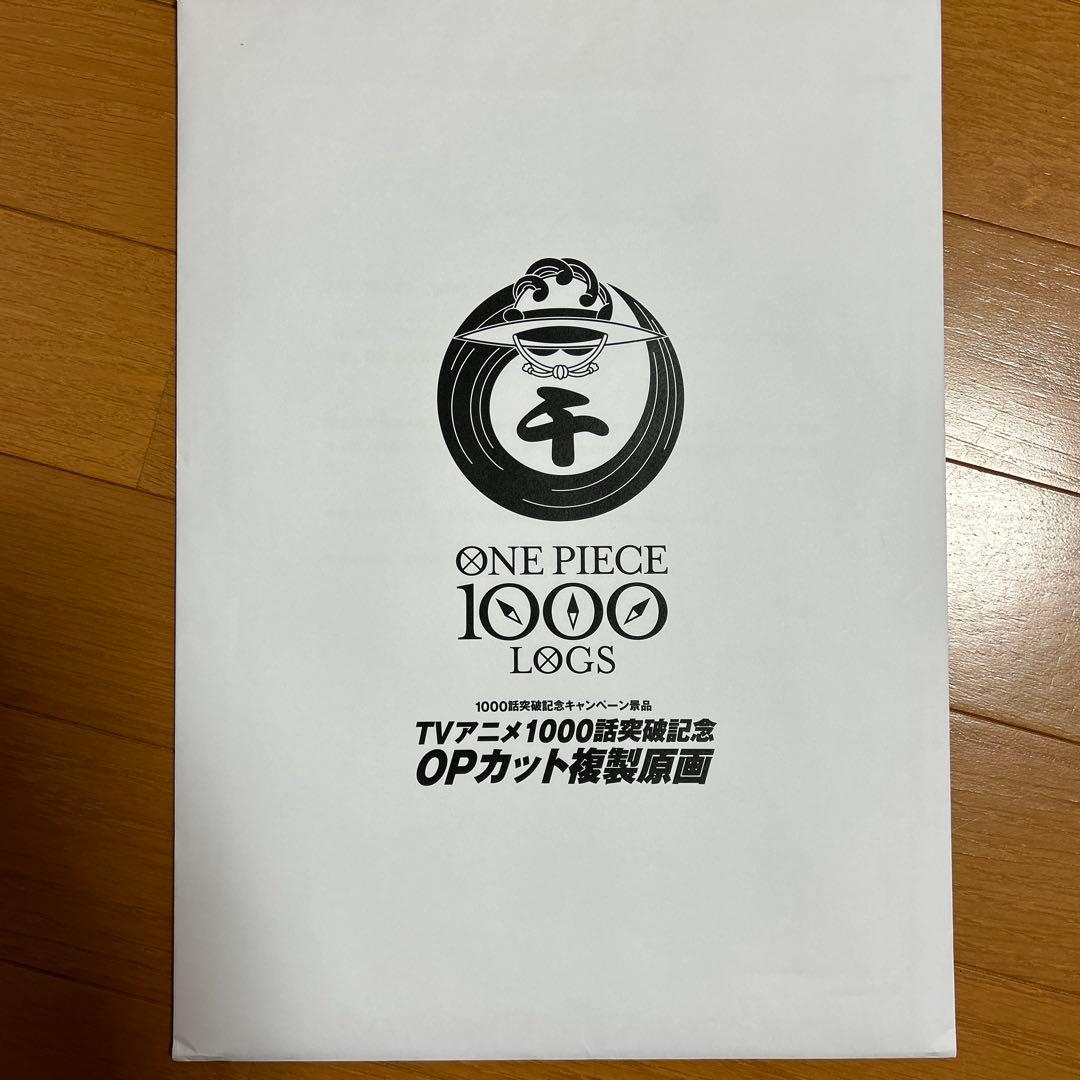 千
ONE PIECE
1000
LOGS
1000話突破記念キャンペーン景品
TVアニメ1000話突破記念
OPカット複製原画